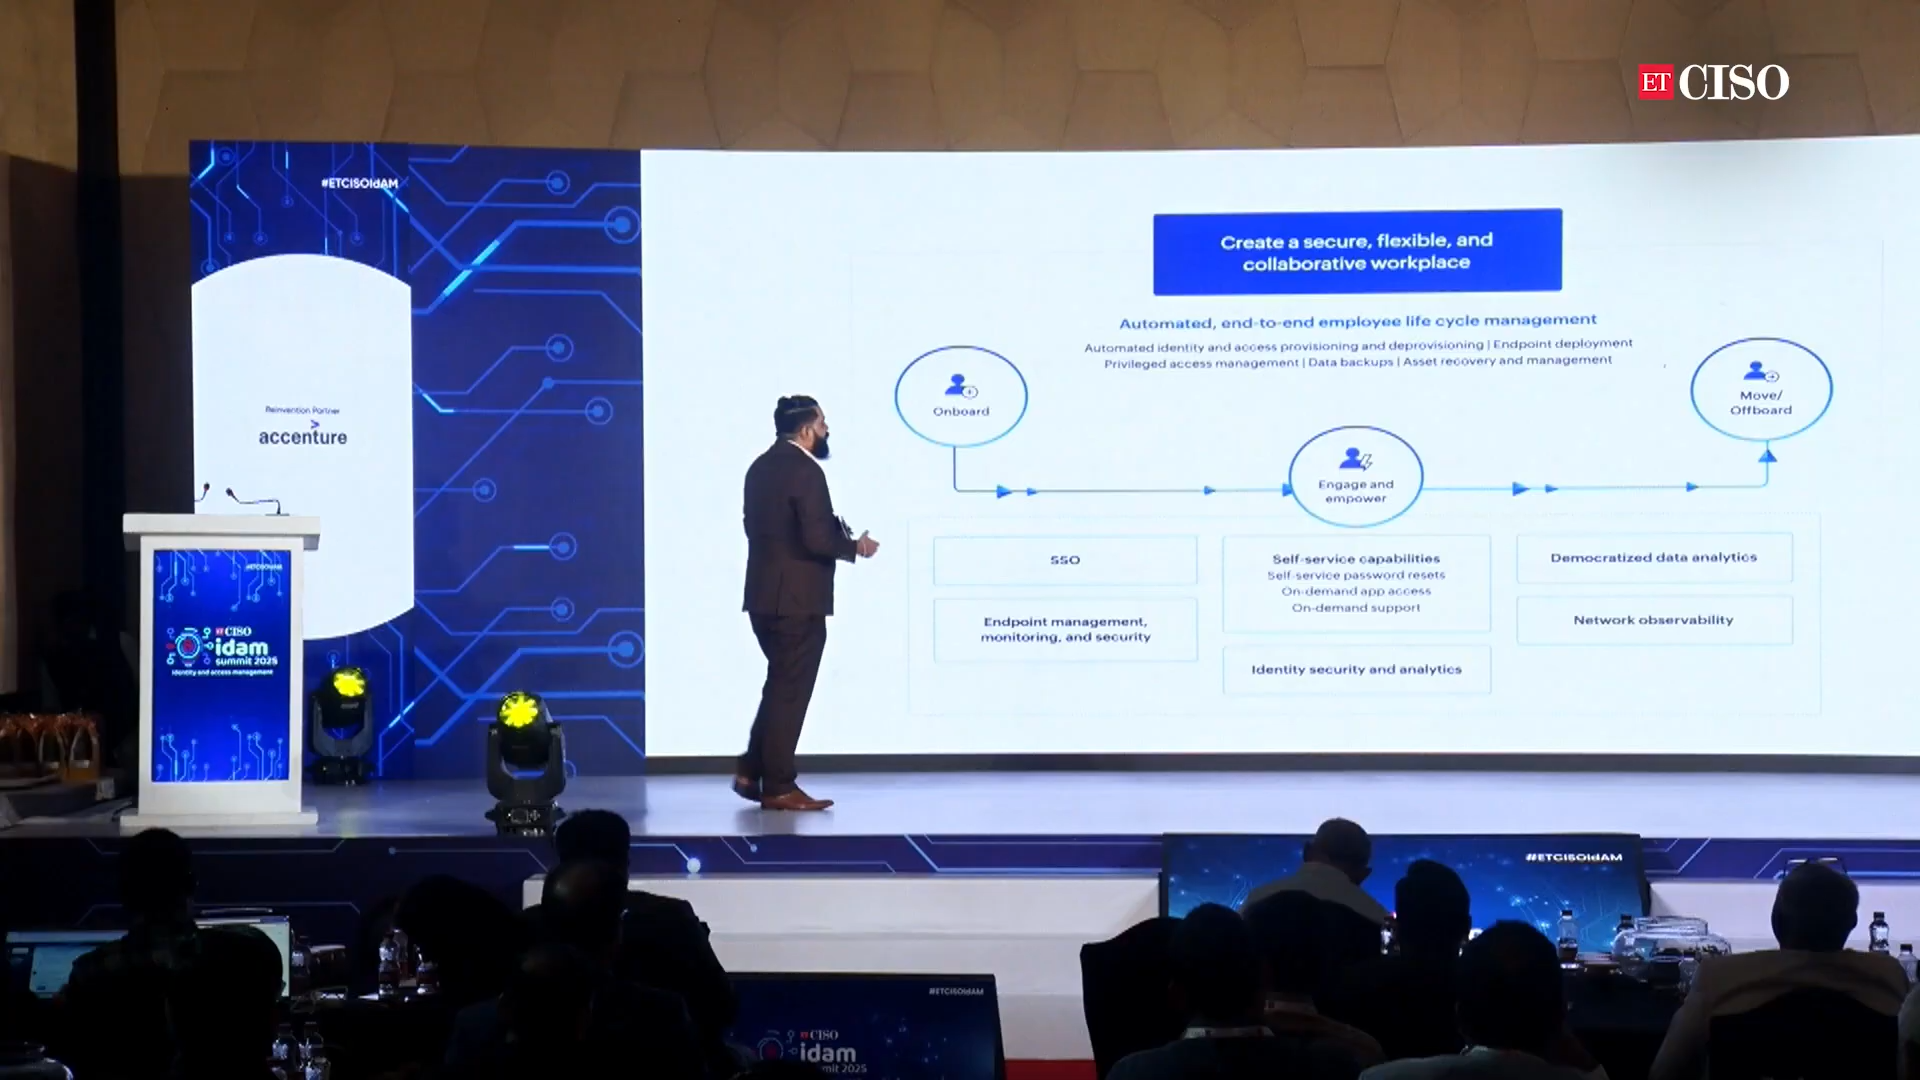 ET CISO
#ETCISOIdAM
Reinvention Partner
accenture
Create a secure, flexible, and
collaborative workplace
Automated, end-to-end employee life cycle management
Automated identity and access provisioning and deprovisioning | Endpoint deployment
Privileged access management | Data backups | Asset recovery and management
Onboard
Engage and
empower
Move/
Offboard
SSO
Endpoint management,
monitoring, and security
Self-service capabilities
Self-service password resets
On-demand app access
On-demand support
Identity security and analytics
Democratized data analytics
Network observability
#ETCISOIdAM
ET CISO
idam
summit 2025
Identity and access management
#ETCISOIdAM
#ETCISOIdAM
ET CISO
idam
mit 2025